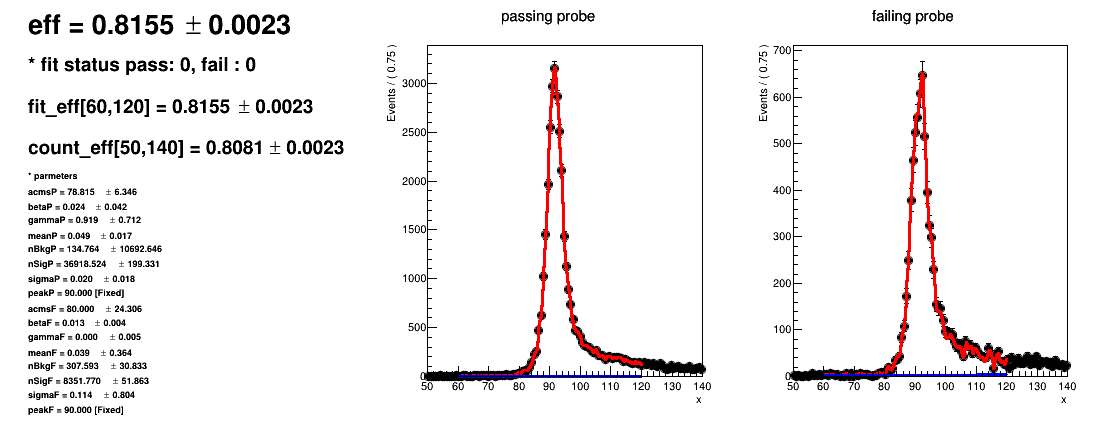 eff = 0.8155 ± 0.0023
* fit status pass: 0, fail : 0
fit_eff[60,120] = 0.8155 ± 0.0023
count_eff[50,140] = 0.8081 ± 0.0023
* parmeters
acmsP = 78.815 ± 6.346
betaP = 0.024 ± 0.042
gammaP = 0.919 ± 0.712
meanP = 0.049 ± 0.017
nBkgP = 134.764 ± 10692.646
nSigP = 36918.524 ± 199.331
sigmaP = 0.020 ± 0.018
peakP = 90.000 [Fixed]
acmsF = 80.000 ± 24.306
betaF = 0.013 ± 0.004
gammaF = 0.000 ± 0.005
meanF = 0.039 ± 0.364
nBkgF = 307.593 ± 30.833
nSigF = 8351.770 ± 51.863
sigmaF = 0.114 ± 0.804
peakF = 90.000 [Fixed]
passing probe
Events / ( 0.75 )
3000
2500
2000
1500
1000
500
0
50 60 70 80 90 100 110 120 130 140
x
failing probe
Events / ( 0.75 )
700
600
500
400
300
200
100
0
50 60 70 80 90 100 110 120 130 140
x